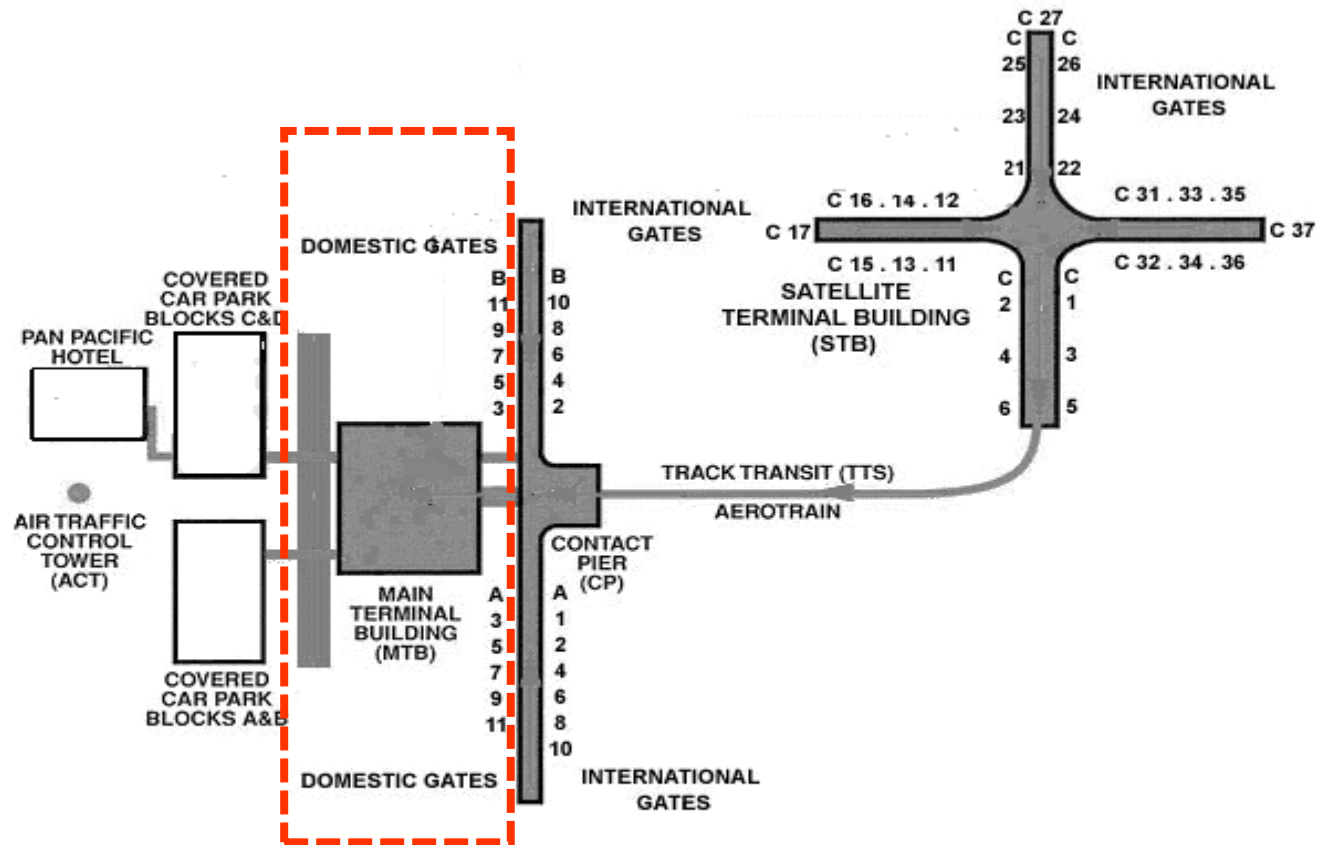 C 27
C C
25 26
23 24
21 22
INTERNATIONAL
GATES
C 16 . 14 . 12
C 31 . 33 . 35
C 17
C 37
C 15 . 13 . 11
C 32 . 34 . 36
SATELLITE
TERMINAL BUILDING
(STB)
C C
2 1
4 3
6 5
INTERNATIONAL
GATES
DOMESTIC GATES
B B
11 10
9 8
7 6
5 4
3 2
COVERED
CAR PARK
BLOCKS C&D
PAN PACIFIC
HOTEL
TRACK TRANSIT (TTS)
AEROTRAIN
AIR TRAFFIC
CONTROL
TOWER
(ACT)
CONTACT
PIER
(CP)
MAIN
TERMINAL
BUILDING
(MTB)
A A
3 1
5 2
7 4
9 6
11 8
10
COVERED
CAR PARK
BLOCKS A&B
DOMESTIC GATES
INTERNATIONAL
GATES